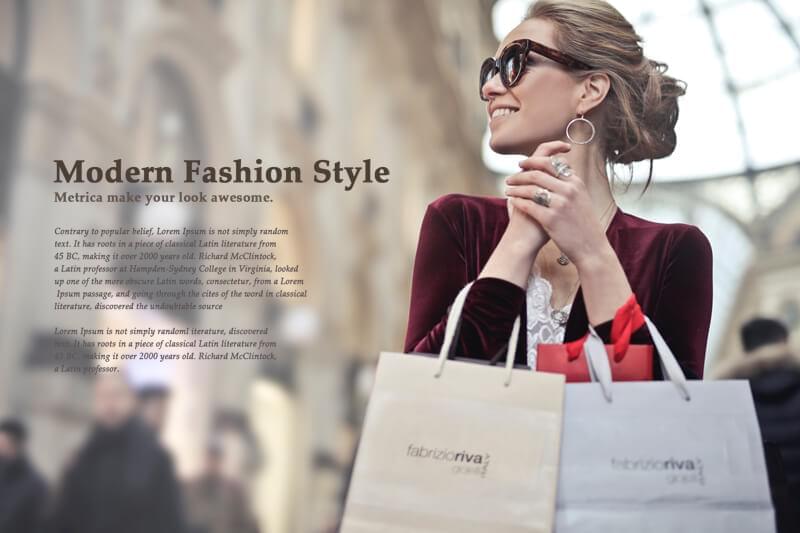 Modern Fashion Style
Metrica make your look awesome.
Contrary to popular belief, Lorem Ipsum is not simply random
text. It has roots in a piece of classical Latin literature from
45 BC, making it over 2000 years old. Richard McClintock,
a Latin professor at Hampden-Sydney College in Virginia, looked
up one of the more obscure Latin words, consectetur, from a Lorem
Ipsum passage, and going through the cites of the word in classical
literature, discovered the undoubtable source
Lorem Ipsum is not simply randoml iterature, discovered
text. It has roots in a piece of classical Latin literature from
45 BC, making it over 2000 years old. Richard McClintock,
a Latin professor.
fabrizioriva
fabrizioriva